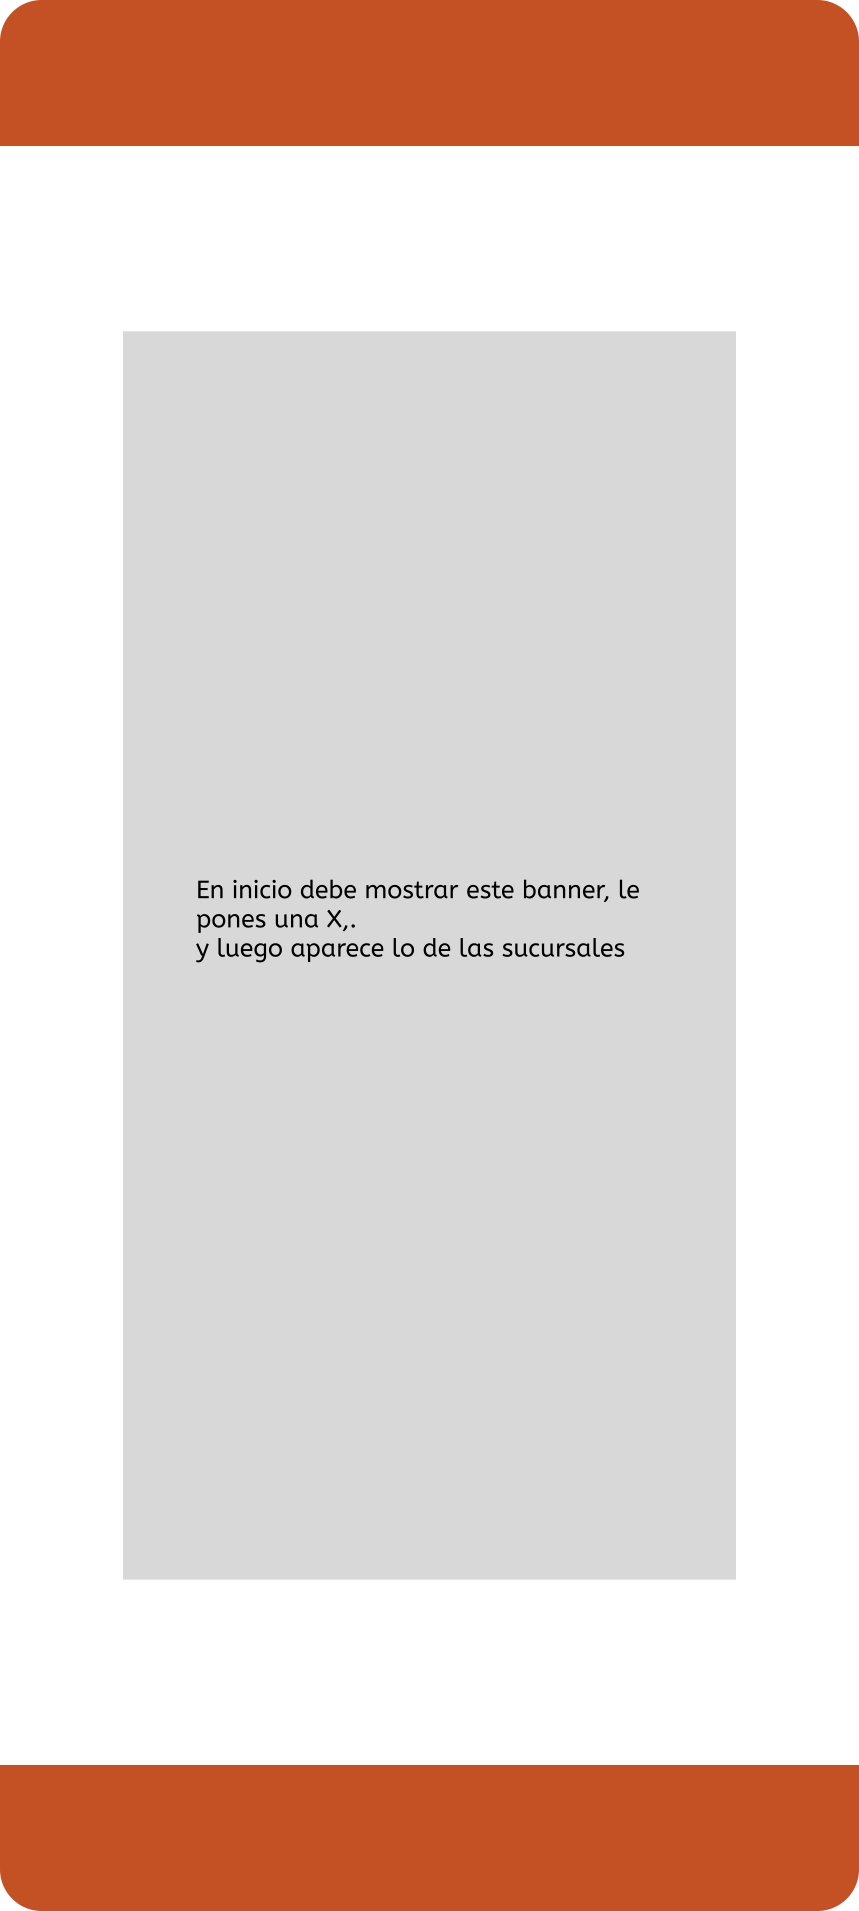 En inicio debe mostrar este banner, le
pones una X,.
y luego aparece lo de las sucursales